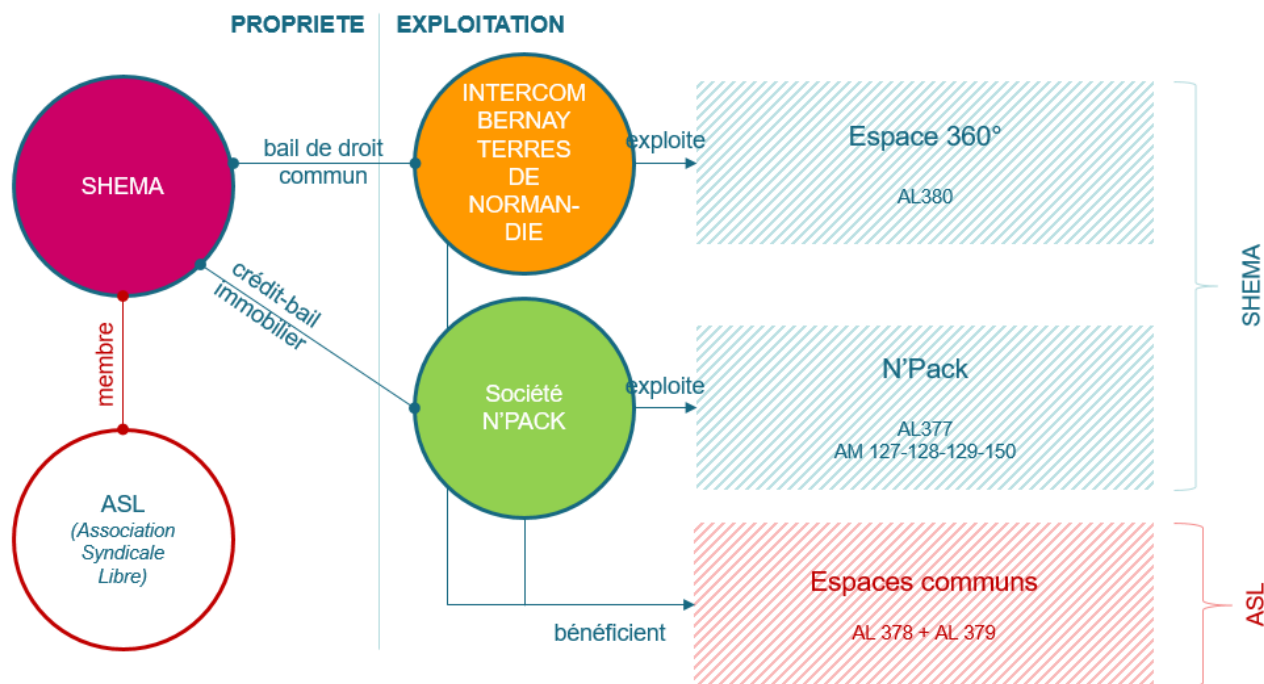 PROPRIETE
EXPLOITATION
SHEMA
bail de droit
commun
INTERCOM
BERNAY
TERRES
DE
NORMAN-
DIE
exploite
Espace 360°
AL380
crédit-bail
immobilier
Société
N'PACK
exploite
N'Pack
AL377
AM 127-128-129-150
SHEMA
membre
ASL
(Association
Syndicale
Libre)
bénéficient
Espaces communs
AL 378 + AL 379
ASL